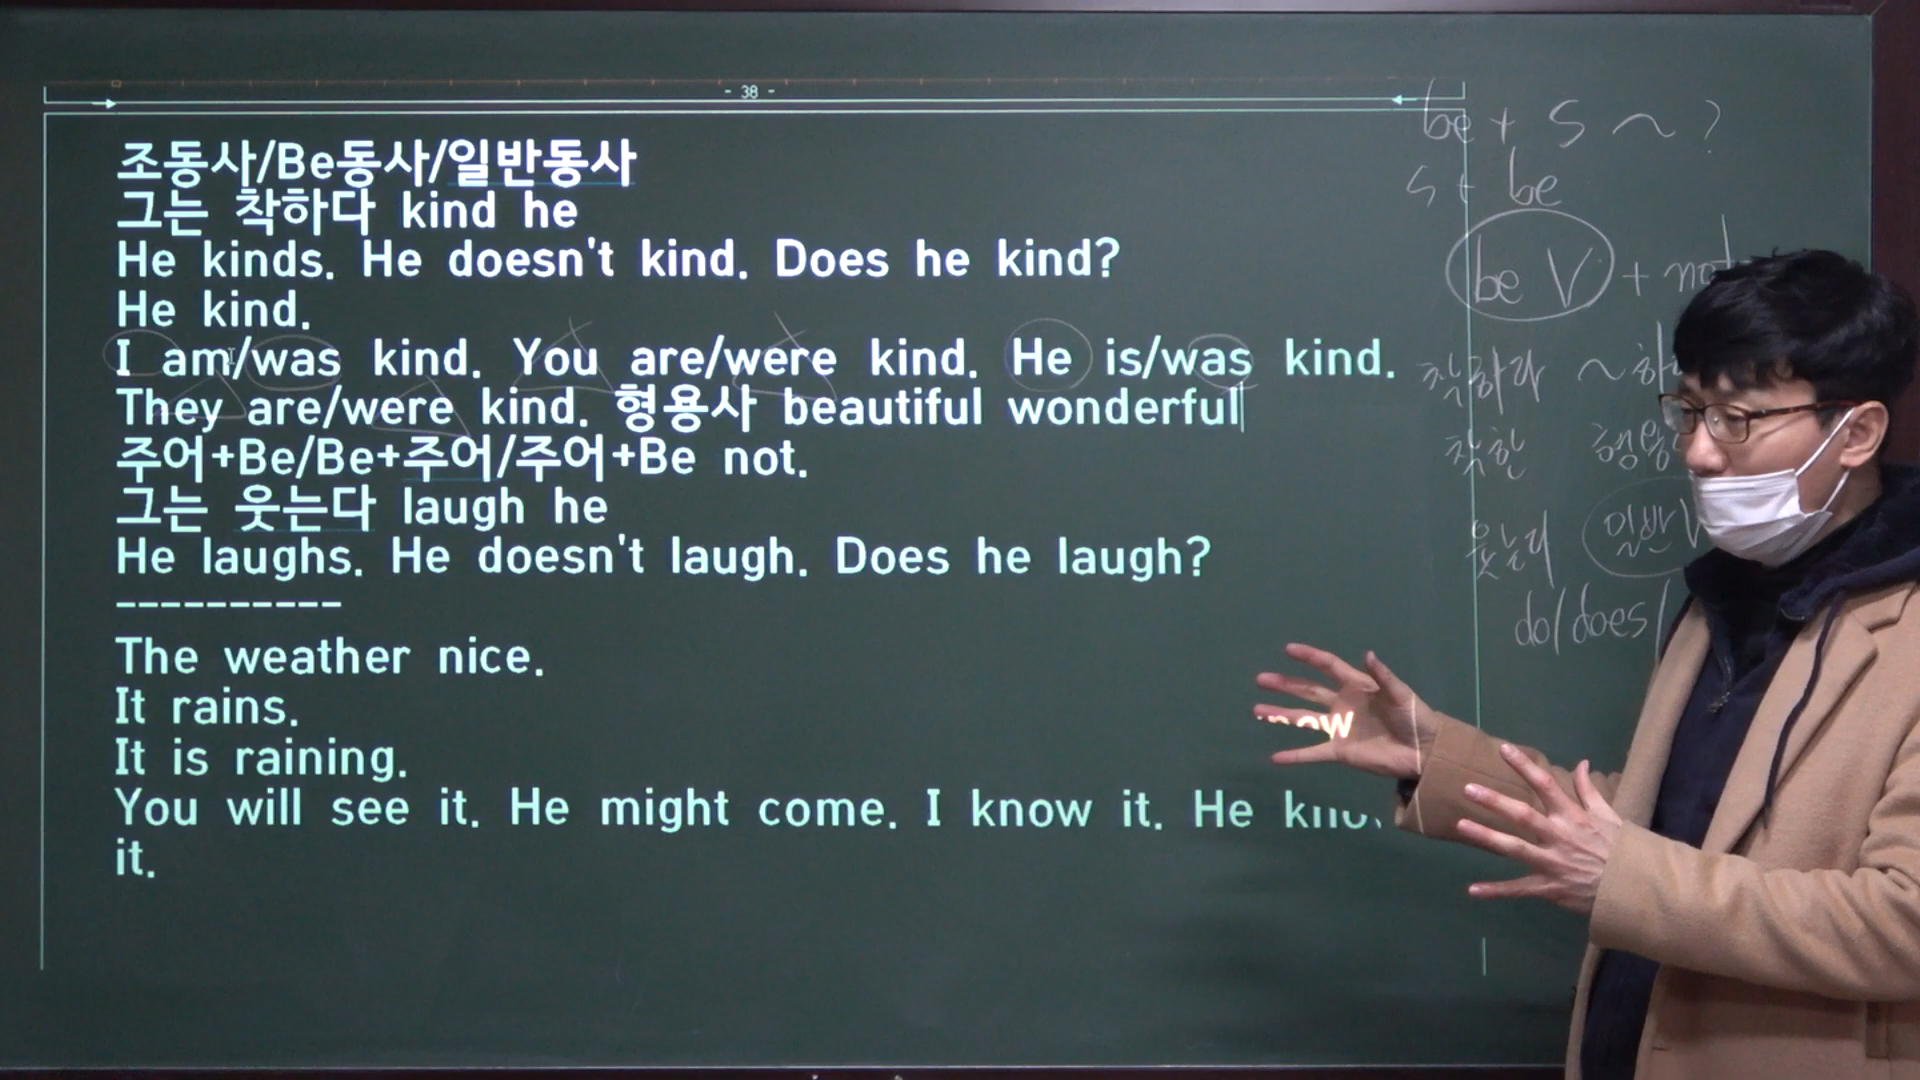 - 38 -
조동사/Be동사/일반동사
그는 착하다 kind he
He kinds. He doesn't kind. Does he kind?
He kind.
I am/was kind. You are/were kind. He is/was kind.
They are/were kind. 형용사 beautiful wonderful
주어+Be/Be+주어/주어+Be not.
그는 웃는다 laugh he
He laughs. He doesn't laugh. Does he laugh?
----------
The weather nice.
It rains.
It is raining.
You will see it. He might come. I know it. He
it.
be + S ~ ?
S + be
be V + not
착하다
착한
웃는다 일반V
do/does/